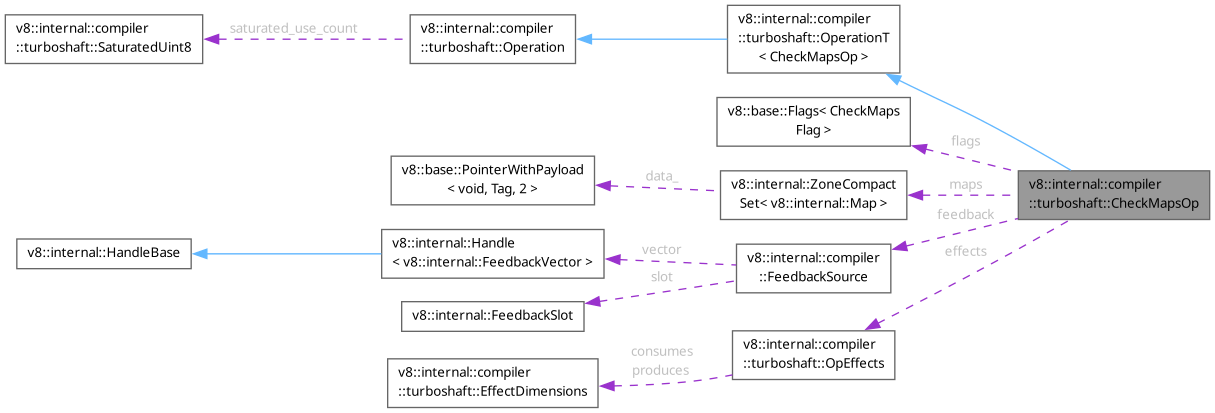 v8::internal::compiler
::turboshaft::SaturatedUint8
saturated_use_count
v8::internal::compiler
::turboshaft::Operation
v8::internal::compiler
::turboshaft::OperationT
< CheckMapsOp >
v8::base::Flags< CheckMaps
Flag >
flags
v8::base::PointerWithPayload
< void, Tag, 2 >
data_
v8::internal::ZoneCompact
Set< v8::internal::Map >
maps
v8::internal::compiler
::turboshaft::CheckMapsOp
feedback
v8::internal::HandleBase
v8::internal::Handle
< v8::internal::FeedbackVector >
vector
v8::internal::compiler
::FeedbackSource
effects
slot
v8::internal::FeedbackSlot
v8::internal::compiler
::turboshaft::OpEffects
consumes
produces
v8::internal::compiler
::turboshaft::EffectDimensions